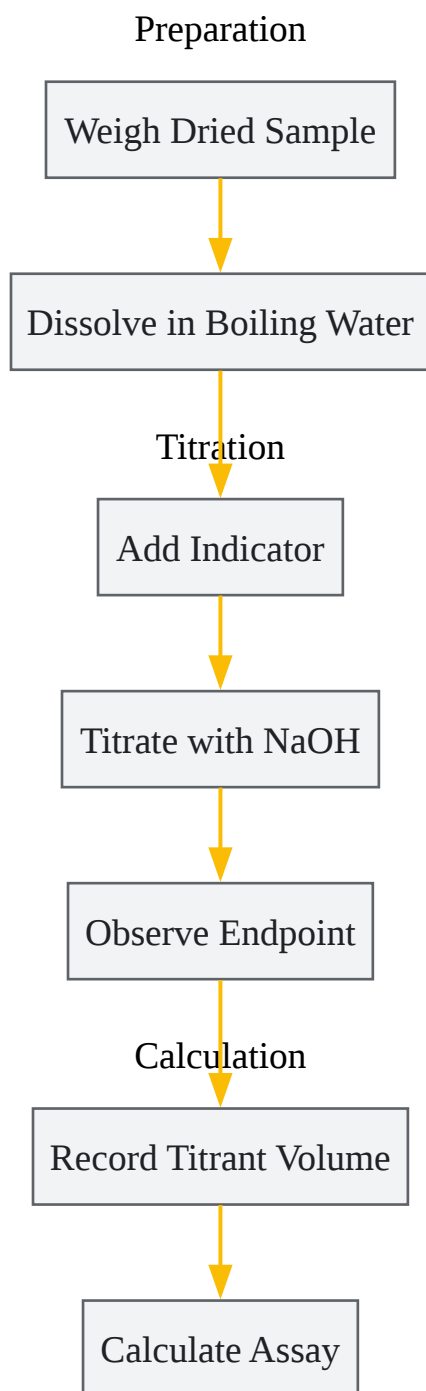 Preparation
Weigh Dried Sample
Dissolve in Boiling Water
Titration
Add Indicator
Titrate with NaOH
Observe Endpoint
Calculation
Record Titrant Volume
Calculate Assay